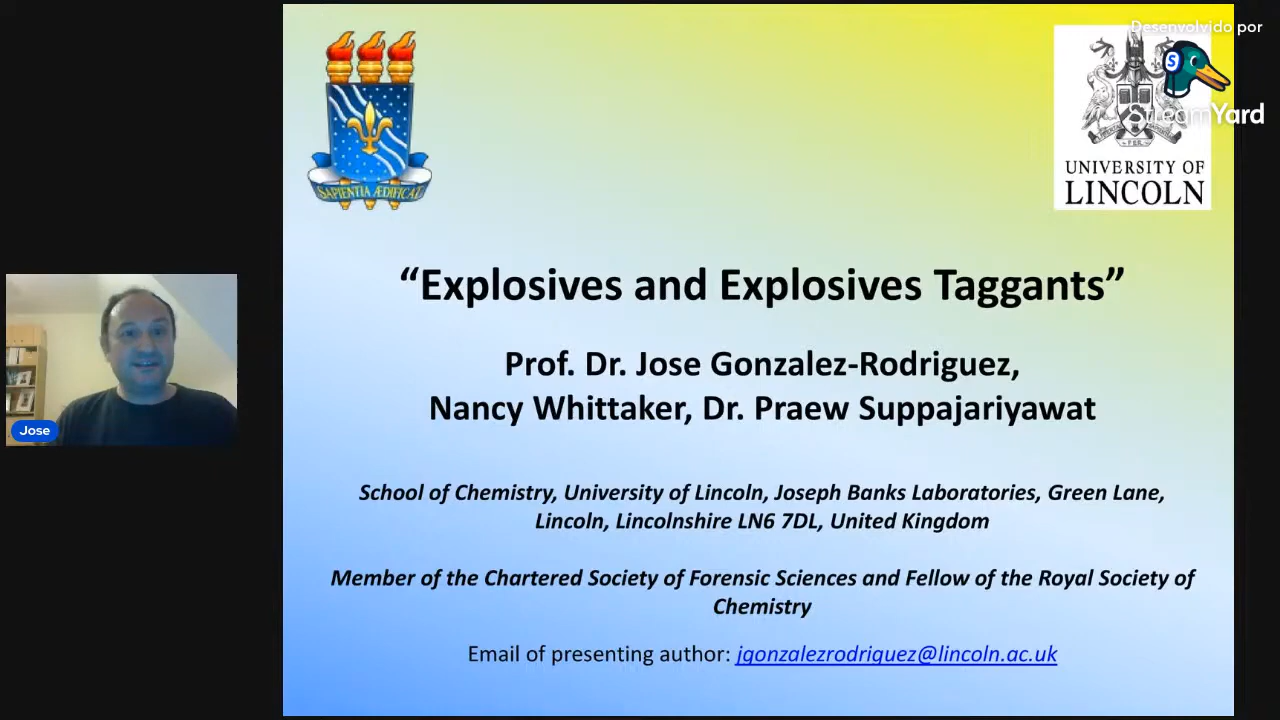 Desenvolvido por
StreamYard
SAPIENTIA ÆDIFICAT
UNIVERSITY OF
LINCOLN
“Explosives and Explosives Taggants”
Prof. Dr. Jose Gonzalez-Rodriguez,
Nancy Whittaker, Dr. Praew Suppajariyawat
School of Chemistry, University of Lincoln, Joseph Banks Laboratories, Green Lane,
Lincoln, Lincolnshire LN6 7DL, United Kingdom
Member of the Chartered Society of Forensic Sciences and Fellow of the Royal Society of
Chemistry
Email of presenting author: jgonzalezrodriguez@lincoln.ac.uk
Jose